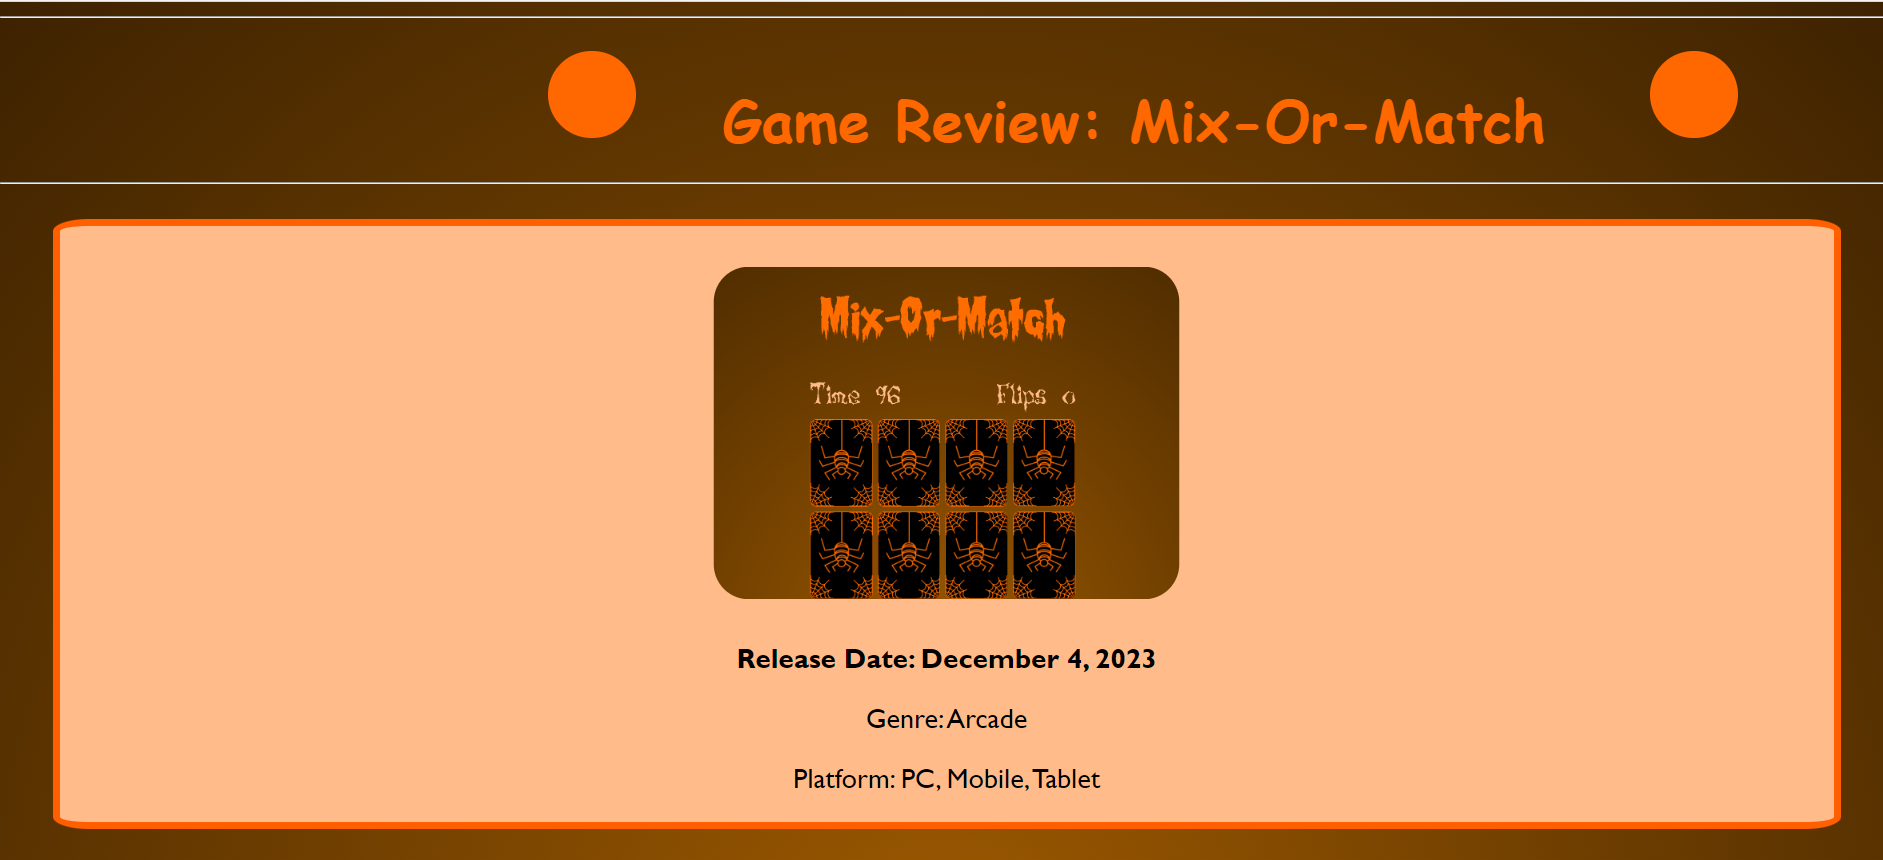 Game Review: Mix-Or-Match
Mix-Or-Match
Time 96 Flips 0
Release Date: December 4, 2023
Genre: Arcade
Platform: PC, Mobile, Tablet